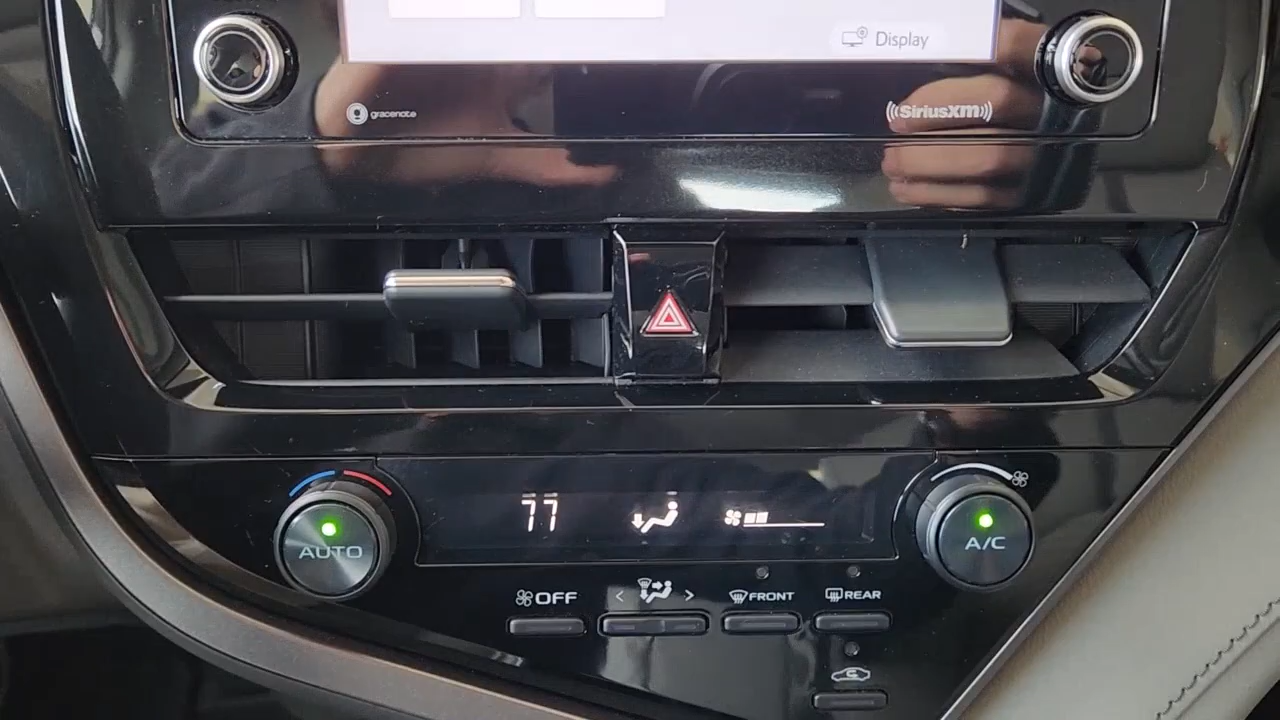 Display
gracenote
SiriusXM
77
AUTO
A/C
OFF
FRONT
REAR